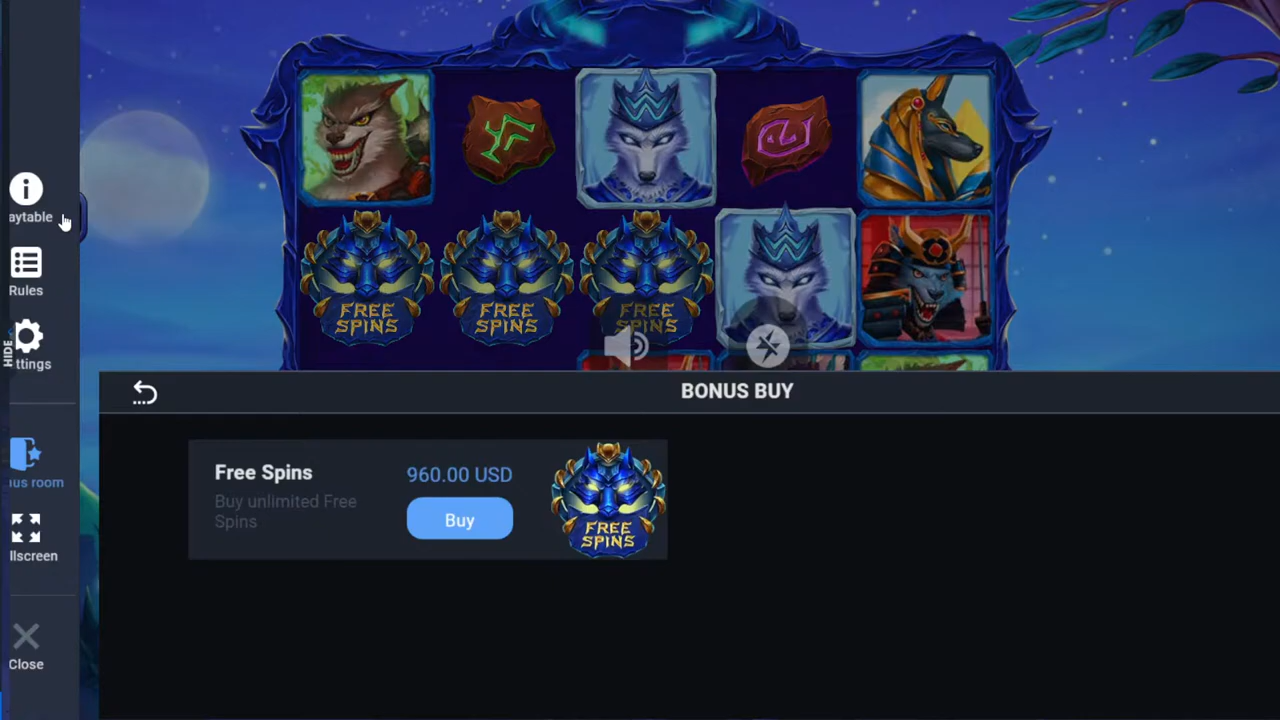 aytable
Rules
HIDE
ttings
us room
llscreen
Close
FREE
SPINS
FREE
SPINS
FREE
SPINS
BONUS BUY
Free Spins
960.00 USD
Buy unlimited Free
Spins
Buy
FREE
SPINS